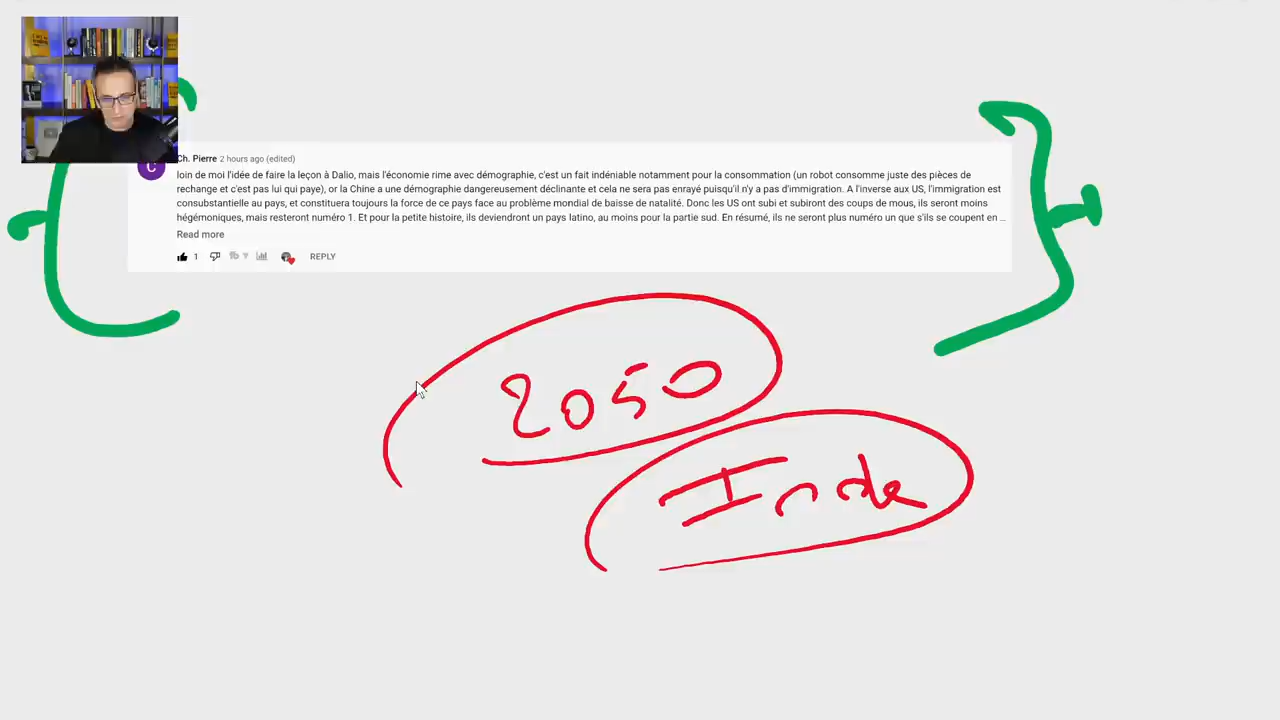 C
Ch. Pierre 2 hours ago (edited)
loin de moi l'idée de faire la leçon à Dalio, mais l'économie rime avec démographie, c'est un fait indéniable notamment pour la consommation (un robot consomme juste des pièces de
rechange et c'est pas lui qui paye), or la Chine a une démographie dangereusement déclinante et cela ne sera pas enrayé puisqu'il n'y a pas d'immigration. A l'inverse aux US, l'immigration est
consubstantielle au pays, et constituera toujours la force de ce pays face au problème mondial de baisse de natalité. Donc les US ont subi et subiront des coups de mous, ils seront moins
hégémoniques, mais resteront numéro 1. Et pour la petite histoire, ils deviendront un pays latino, au moins pour la partie sud. En résumé, ils ne seront plus numéro un que s'ils se coupent en ...
Read more
1 REPLY
2050
Inde